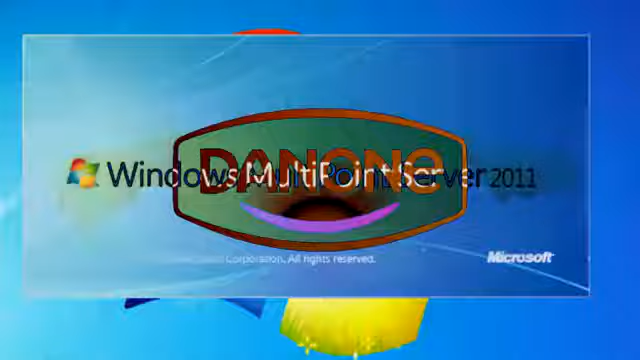 DANONE
Windows MultiPoint Server 2011
Corporation. All rights reserved.
Microsoft